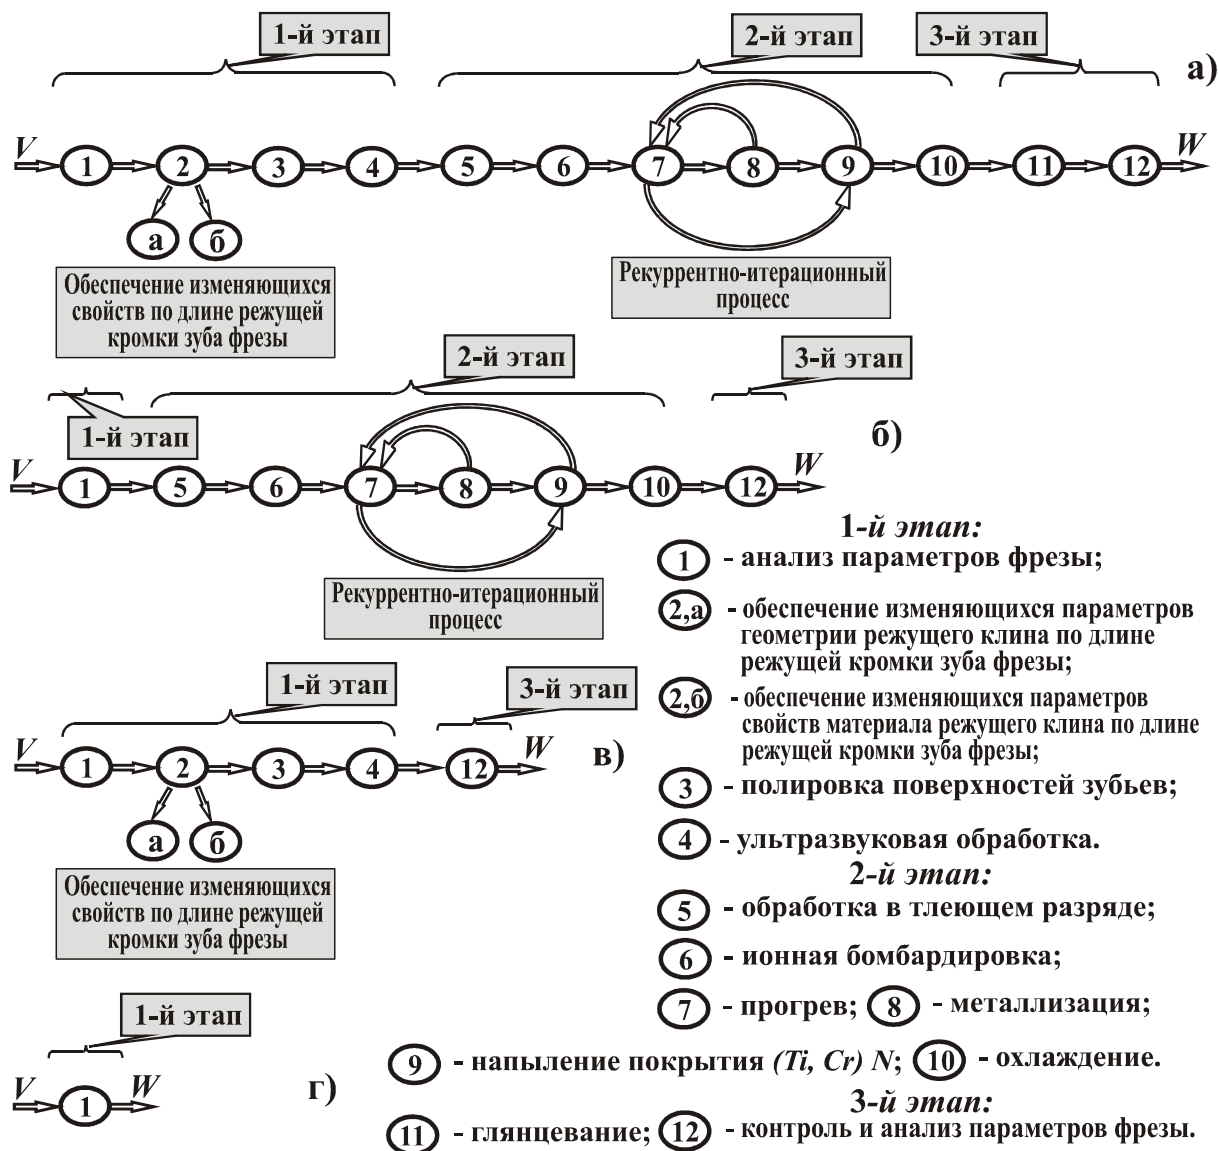 1-й этап
2-й этап
3-й этап
а)
V
1
2
3
4
5
6
7
8
9
10
11
12
W
а
б
Обеспечение изменяющихся
свойств по длине режущей
кромки зуба фрезы
Рекуррентно-итерационный
процесс
2-й этап
3-й этап
1-й этап
б)
V
1
5
6
7
8
9
10
12
W
Рекуррентно-итерационный
процесс
1-й этап
3-й этап
V
1
2
3
4
12
W
в)
а
б
Обеспечение изменяющихся
свойств по длине режущей
кромки зуба фрезы
1-й этап
V
1
W
г)
1-й этап:
1 - анализ параметров фрезы;
2,а - обеспечение изменяющихся параметров
геометрии режущего клина по длине
режущей кромки зуба фрезы;
2,б - обеспечение изменяющихся параметров
свойств материала режущего клина по длине
режущей кромки зуба фрезы;
3 - полировка поверхностей зубьев;
4 - ультразвуковая обработка.
2-й этап:
5 - обработка в тлеющем разряде;
6 - ионная бомбардировка;
7 - прогрев; 8 - металлизация;
9 - напыление покрытия (Ti, Cr) N; 10 - охлаждение.
3-й этап:
11 - глянцевание; 12 - контроль и анализ параметров фрезы.